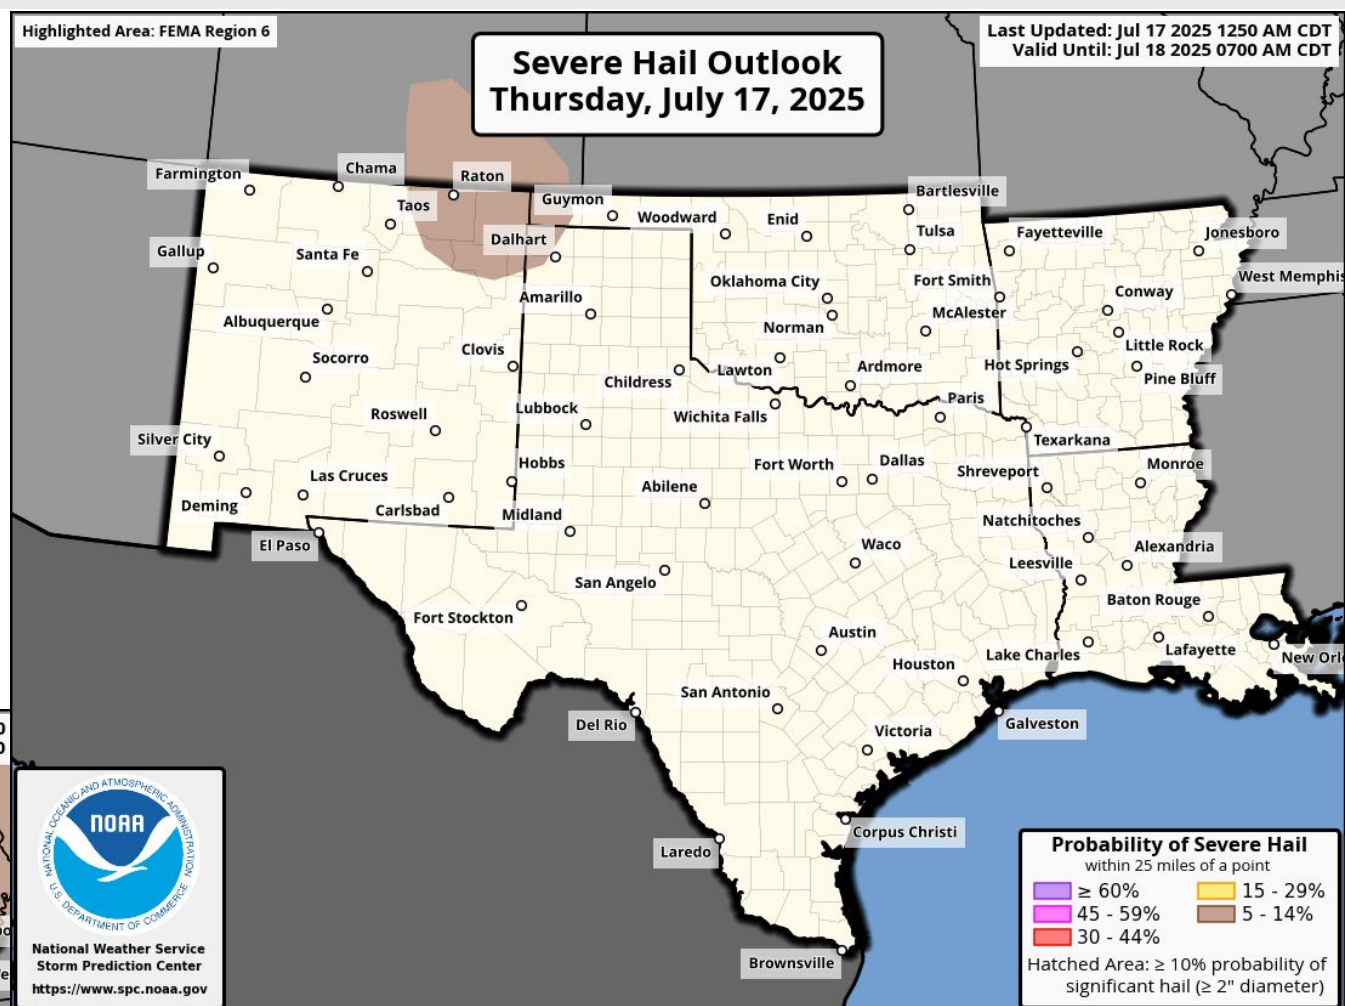 Highlighted Area: FEMA Region 6
Severe Hail Outlook
Thursday, July 17, 2025
Last Updated: Jul 17 2025 1250 AM CDT
Valid Until: Jul 18 2025 0700 AM CDT
Farmington
Chama
Raton
Taos
Guymon
Woodward
Enid
Bartlesville
Tulsa
Fayetteville
Jonesboro
Gallup
Santa Fe
Dalhart
Oklahoma City
Fort Smith
Conway
West Memphis
Albuquerque
Amarillo
Norman
McAlester
Little Rock
Socorro
Clovis
Childress
Lawton
Ardmore
Hot Springs
Pine Bluff
Roswell
Lubbock
Wichita Falls
Paris
Texarkana
Silver City
Las Cruces
Hobbs
Abilene
Fort Worth
Dallas
Shreveport
Monroe
Deming
Carlsbad
Midland
Natchitoches
El Paso
San Angelo
Waco
Leesville
Alexandria
Fort Stockton
Austin
Baton Rouge
Houston
Lake Charles
Lafayette
New Orl
San Antonio
Del Rio
Victoria
Galveston
Laredo
Corpus Christi
Brownsville
NATIONAL OCEANIC AND ATMOSPHERIC ADMINISTRATION
NOAA
U.S. DEPARTMENT OF COMMERCE
National Weather Service
Storm Prediction Center
https://www.spc.noaa.gov
Probability of Severe Hail
within 25 miles of a point
≥ 60%
15 - 29%
45 - 59%
5 - 14%
30 - 44%
Hatched Area: ≥ 10% probability of
significant hail (≥ 2" diameter)